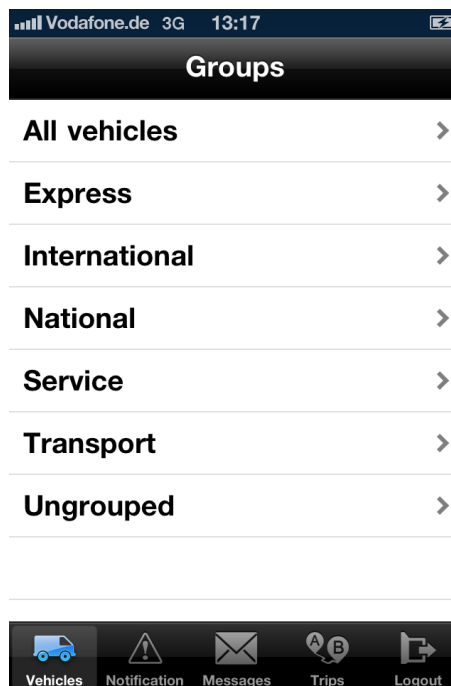 Vodafone.de 3G 13:17
Groups
All vehicles
Express
International
National
Service
Transport
Ungrouped
A B
Vehicles Notification Messages Trips Logout